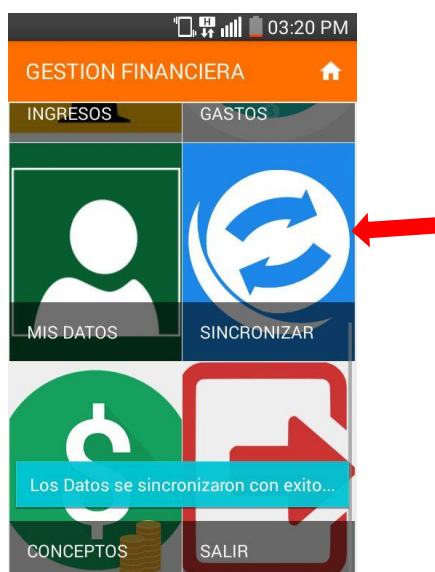 H 03:20 PM
GESTION FINANCIERA
INGRESOS GASTOS
MIS DATOS SINCRONIZAR
Los Datos se sincronizaron con exito...
CONCEPTOS SALIR